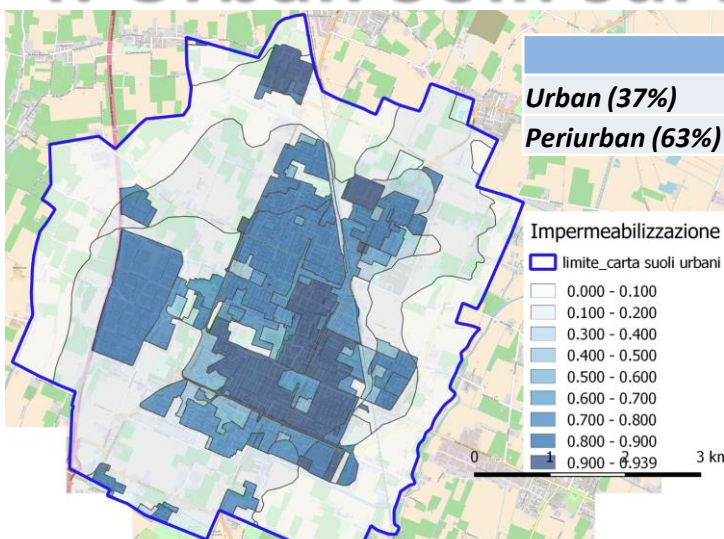 Urban (37%)
Periurban (63%)
Impermeabilizzazione
limite_carta suoli urbani
0.000 - 0.100
0.100 - 0.200
0.300 - 0.400
0.400 - 0.500
0.500 - 0.600
0.600 - 0.700
0.700 - 0.800
0.800 - 0.900
0.900 - 0.939
0 1 2 3 km